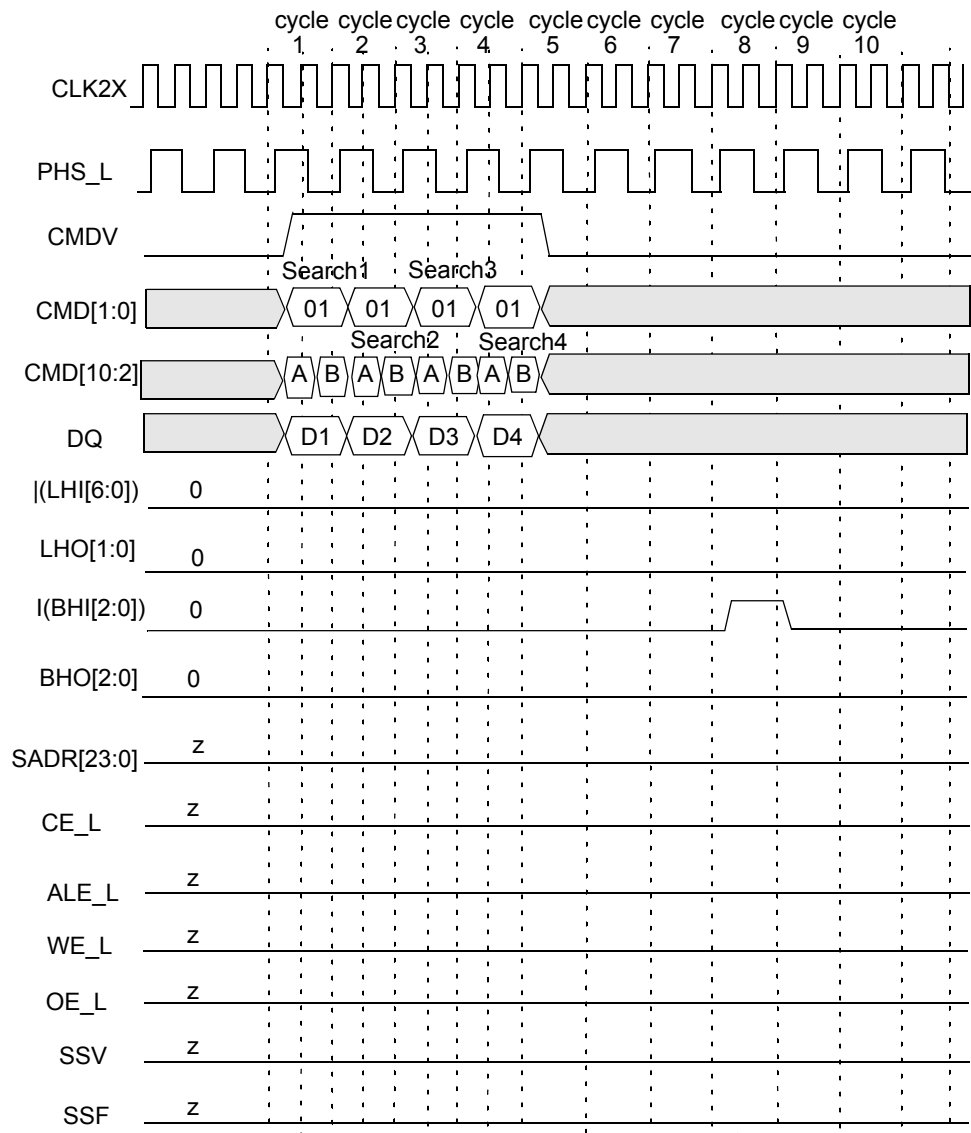 cycle cycle cycle cycle cycle cycle cycle cycle cycle cycle
1 2 3 4 5 6 7 8 9 10
CLK2X
PHS_L
CMDV
Search1 Search3
CMD[1:0] 01 01 01 01
Search2 Search4
CMD[10:2] A B A B A B A B
DQ D1 D2 D3 D4
|(LHI[6:0]) 0
LHO[1:0] 0
I(BHI[2:0]) 0
BHO[2:0] 0
SADR[23:0] z
CE_L z
ALE_L z
WE_L z
OE_L z
SSV z
SSF z